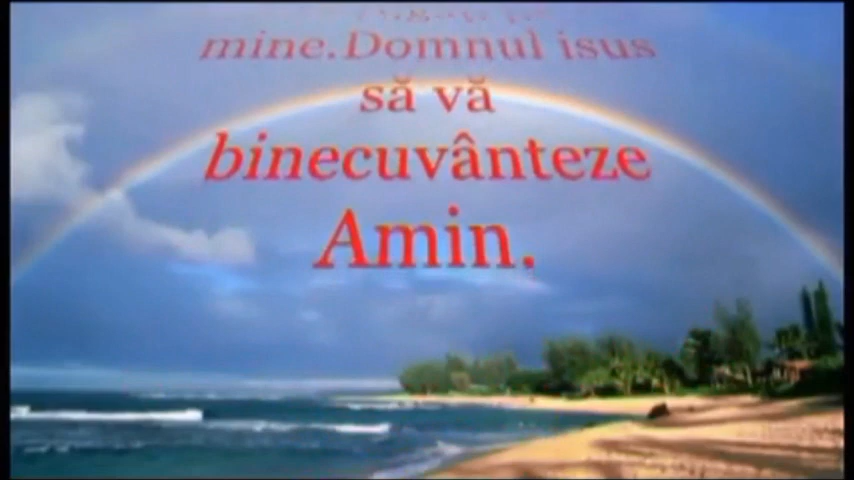 mine.Domnul isus
să vă
binecuvânteze
Amin.